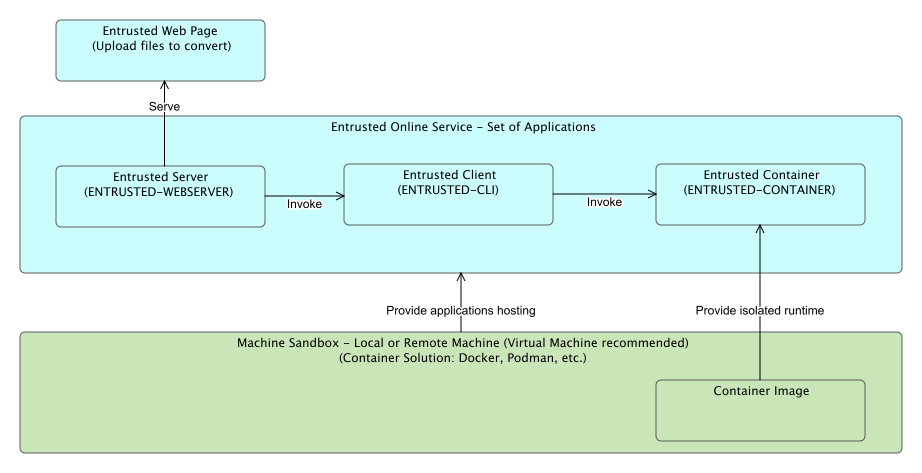 Entrusted Web Page
(Upload files to convert)
Serve
Entrusted Online Service – Set of Applications
Entrusted Server
(ENTRUSTED-WEBSERVER)
Invoke
Entrusted Client
(ENTRUSTED-CLI)
Invoke
Entrusted Container
(ENTRUSTED-CONTAINER)
Provide applications hosting
Provide isolated runtime
Machine Sandbox – Local or Remote Machine (Virtual Machine recommended)
(Container Solution: Docker, Podman, etc.)
Container Image